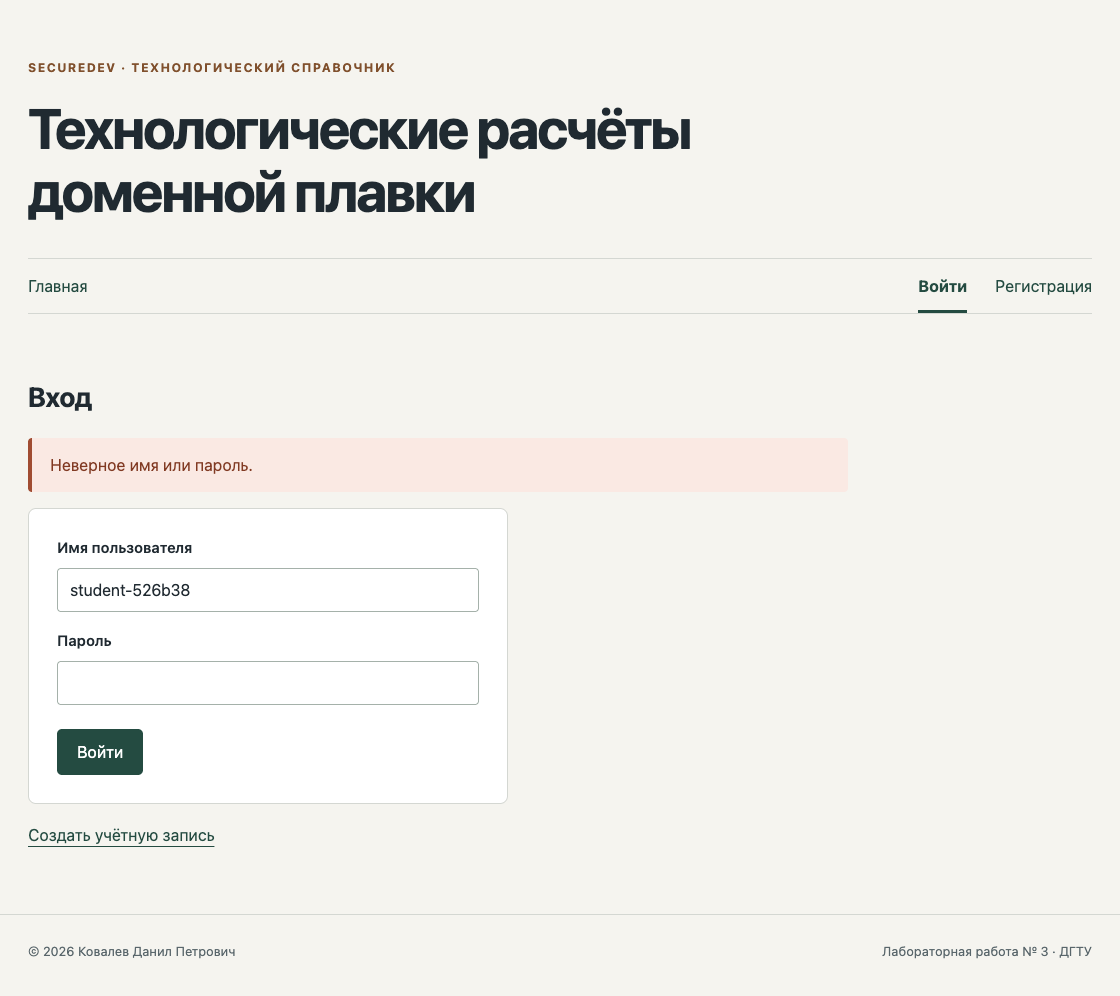 SECUREDEV · ТЕХНОЛОГИЧЕСКИЙ СПРАВОЧНИК
Технологические расчёты
доменной плавки
Главная
Войти
Регистрация
Вход
Неверное имя или пароль.
Имя пользователя
student-526b38
Пароль
Войти
Создать учётную запись
© 2026 Ковалев Данил Петрович
Лабораторная работа № 3 · ДГТУ